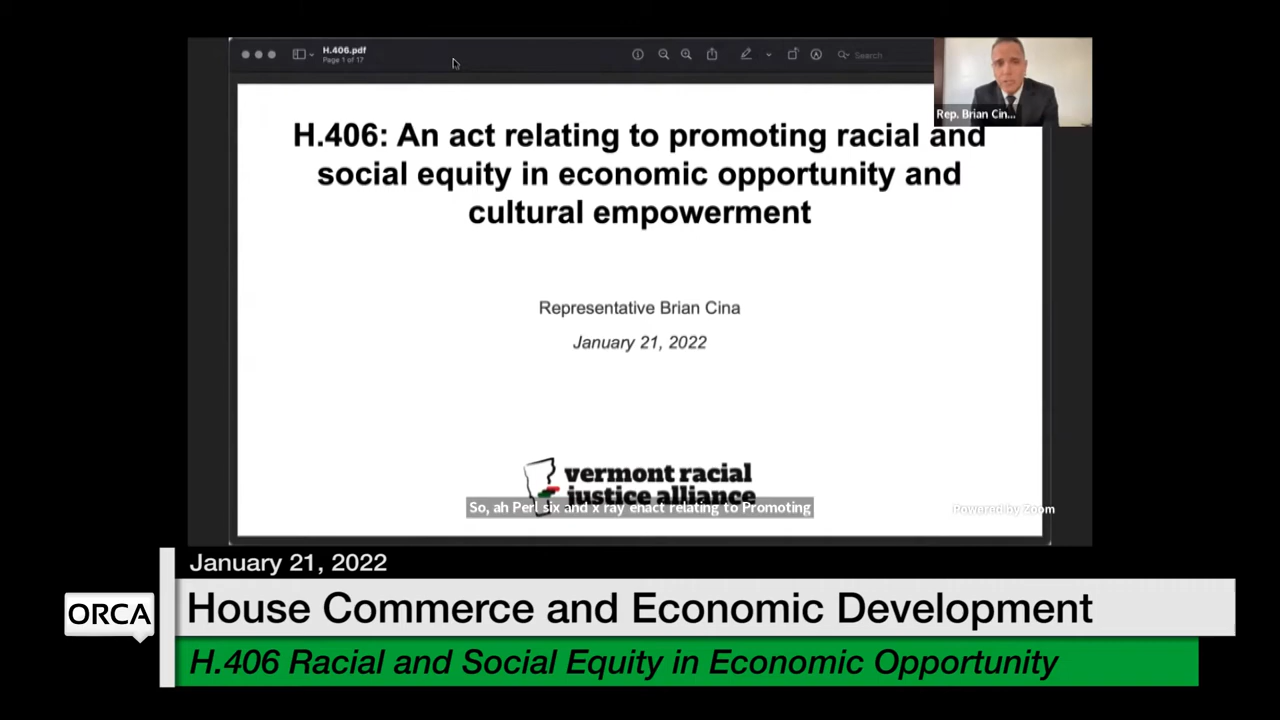 H.406.pdf
Page 1 of 17
Search
Rep. Brian Cin...
H.406: An act relating to promoting racial and
social equity in economic opportunity and
cultural empowerment
Representative Brian Cina
January 21, 2022
vermont racial
justice alliance
So, ah Perl six and x ray enact relating to Promoting
Powered by Zoom
January 21, 2022
ORCA
House Commerce and Economic Development
H.406 Racial and Social Equity in Economic Opportunity